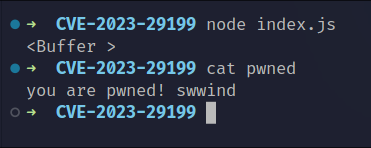 ➜ CVE-2023-29199 node index.js
<Buffer >
➜ CVE-2023-29199 cat pwned
you are pwned! swwind
➜ CVE-2023-29199